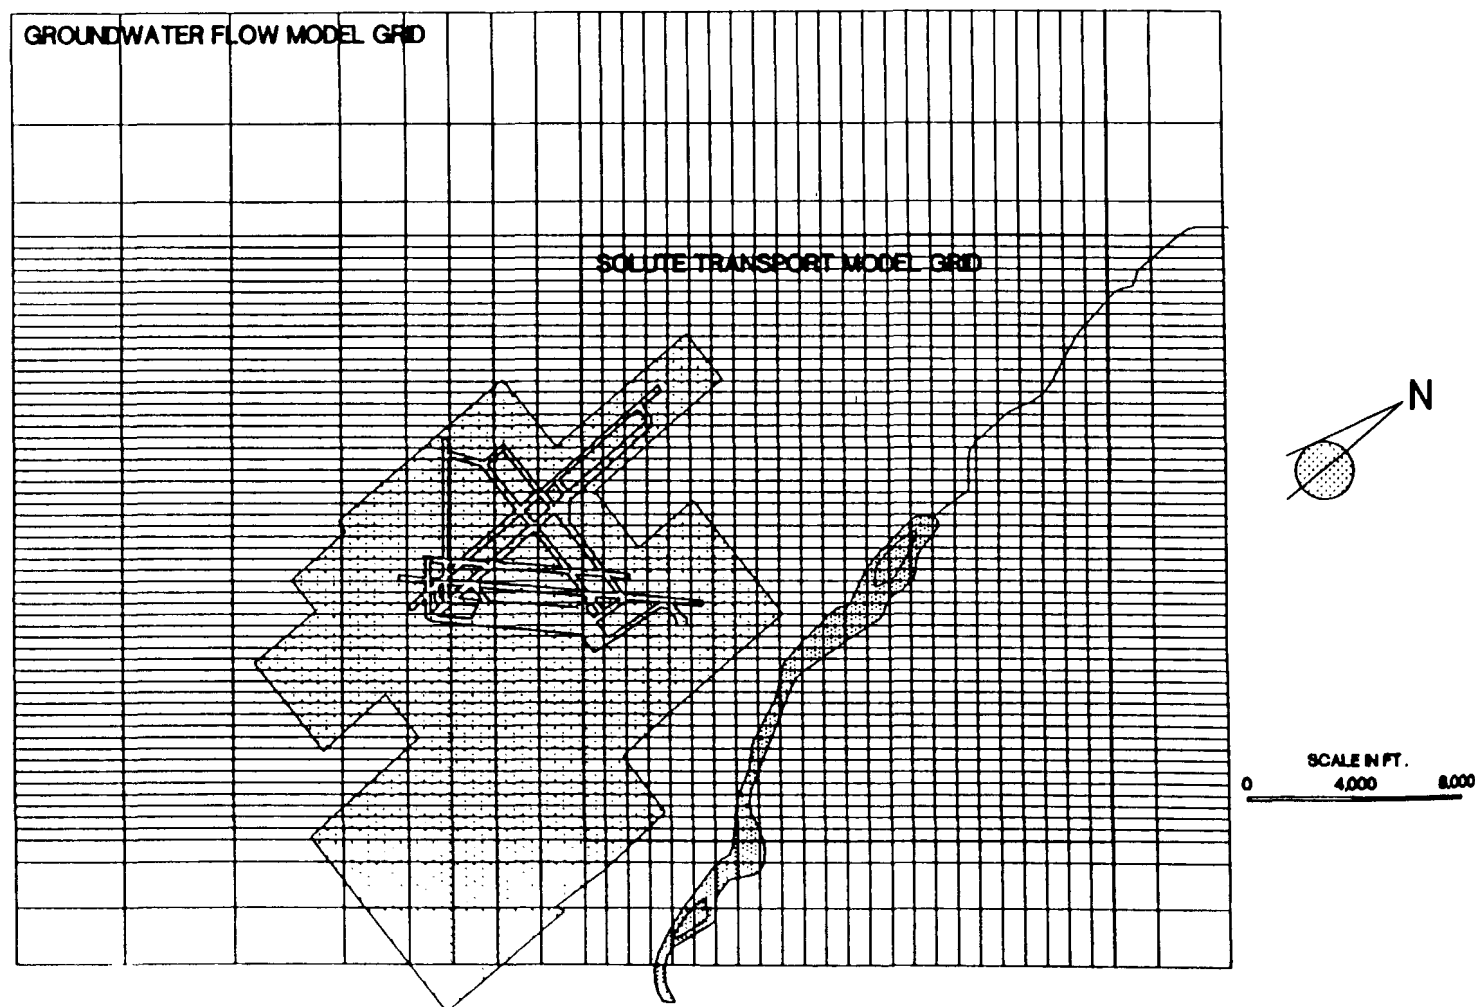 GROUNDWATER FLOW MODEL GRID
SOLUTE TRANSPORT MODEL GRID
N
SCALE IN FT.
0 4,000 8,000